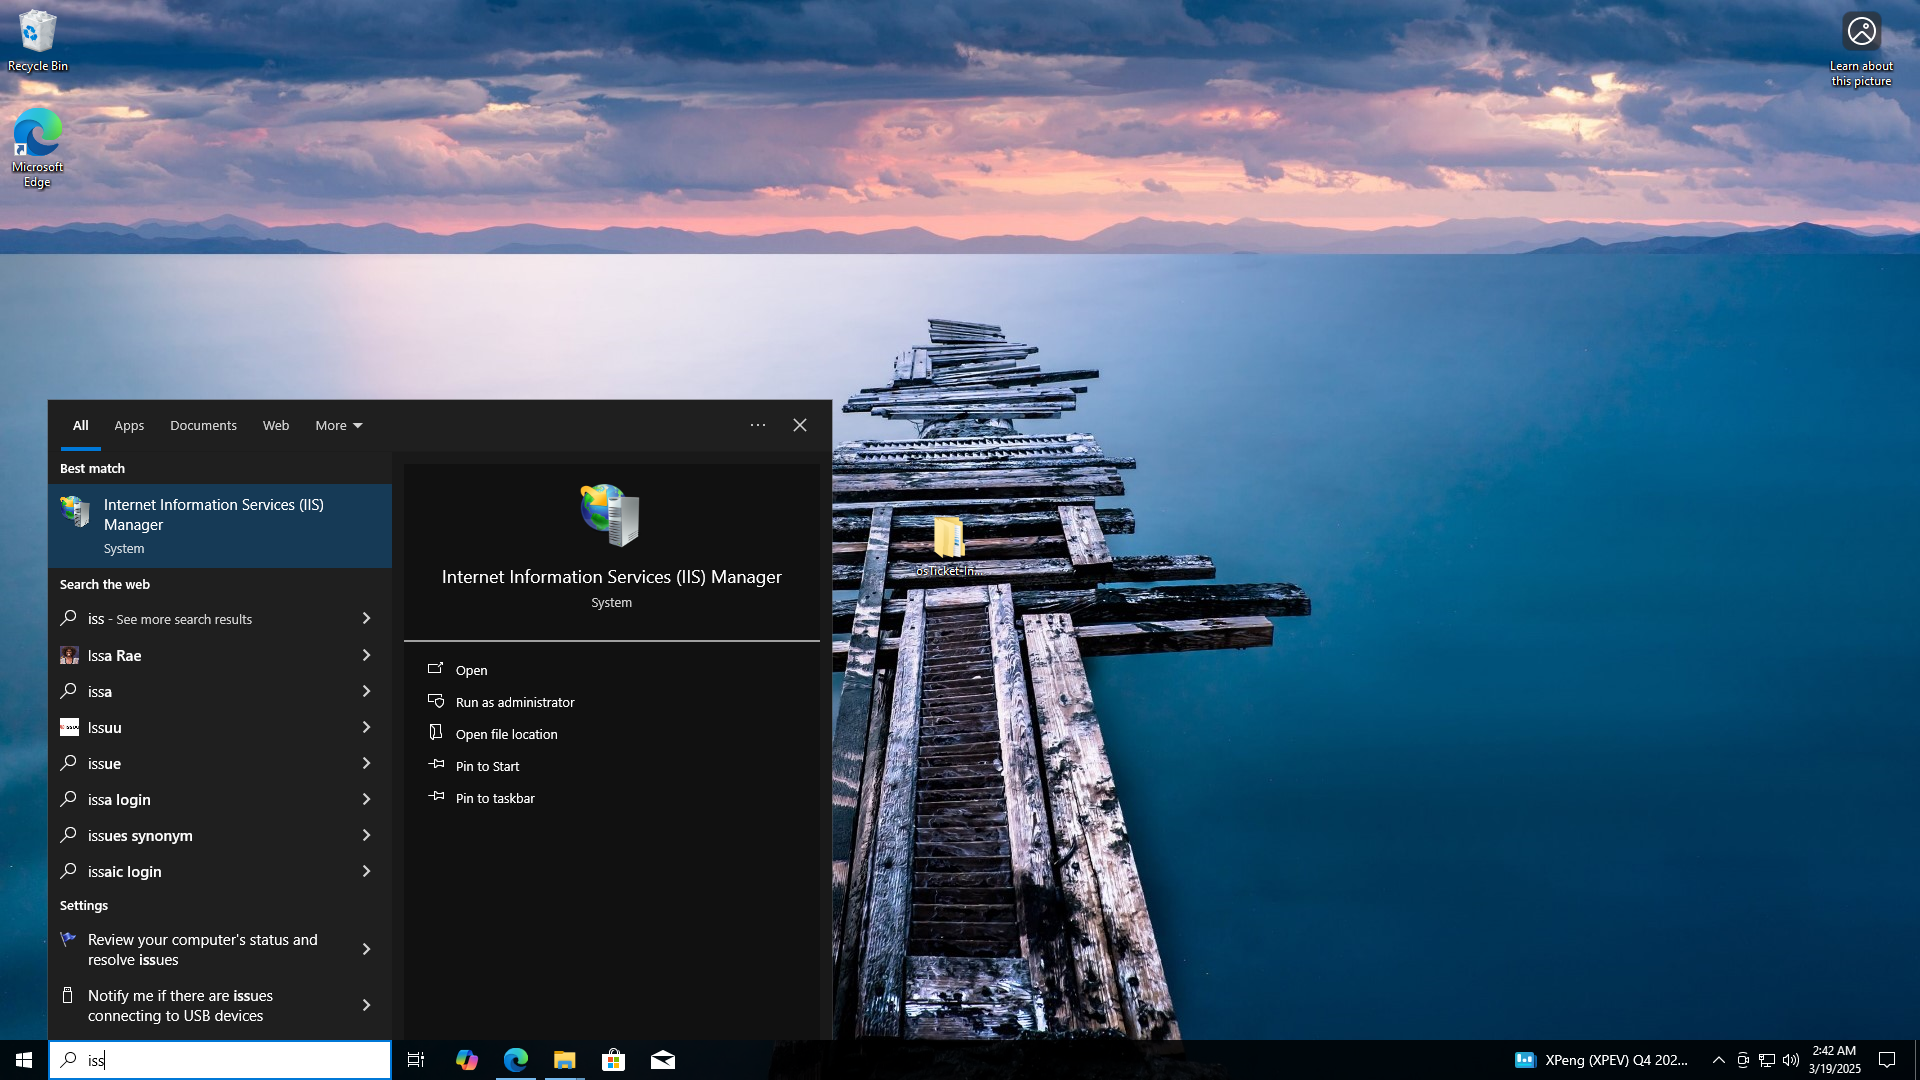 Recycle Bin
Microsoft
Edge
Learn about
this picture
osTicket-In...
All
Apps
Documents
Web
More
Best match
Internet Information Services (IIS)
Manager
System
Search the web
iss - See more search results
Issa Rae
issa
Issuu
issue
issa login
issues synonym
issaic login
Settings
Review your computer's status and
resolve issues
Notify me if there are issues
connecting to USB devices
Internet Information Services (IIS) Manager
System
Open
Run as administrator
Open file location
Pin to Start
Pin to taskbar
iss
XPeng (XPEV) Q4 202...
2:42 AM
3/19/2025